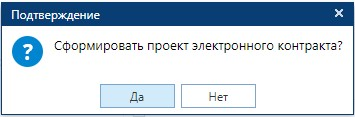 Подтверждение
Сформировать проект электронного контракта?
Да
Нет